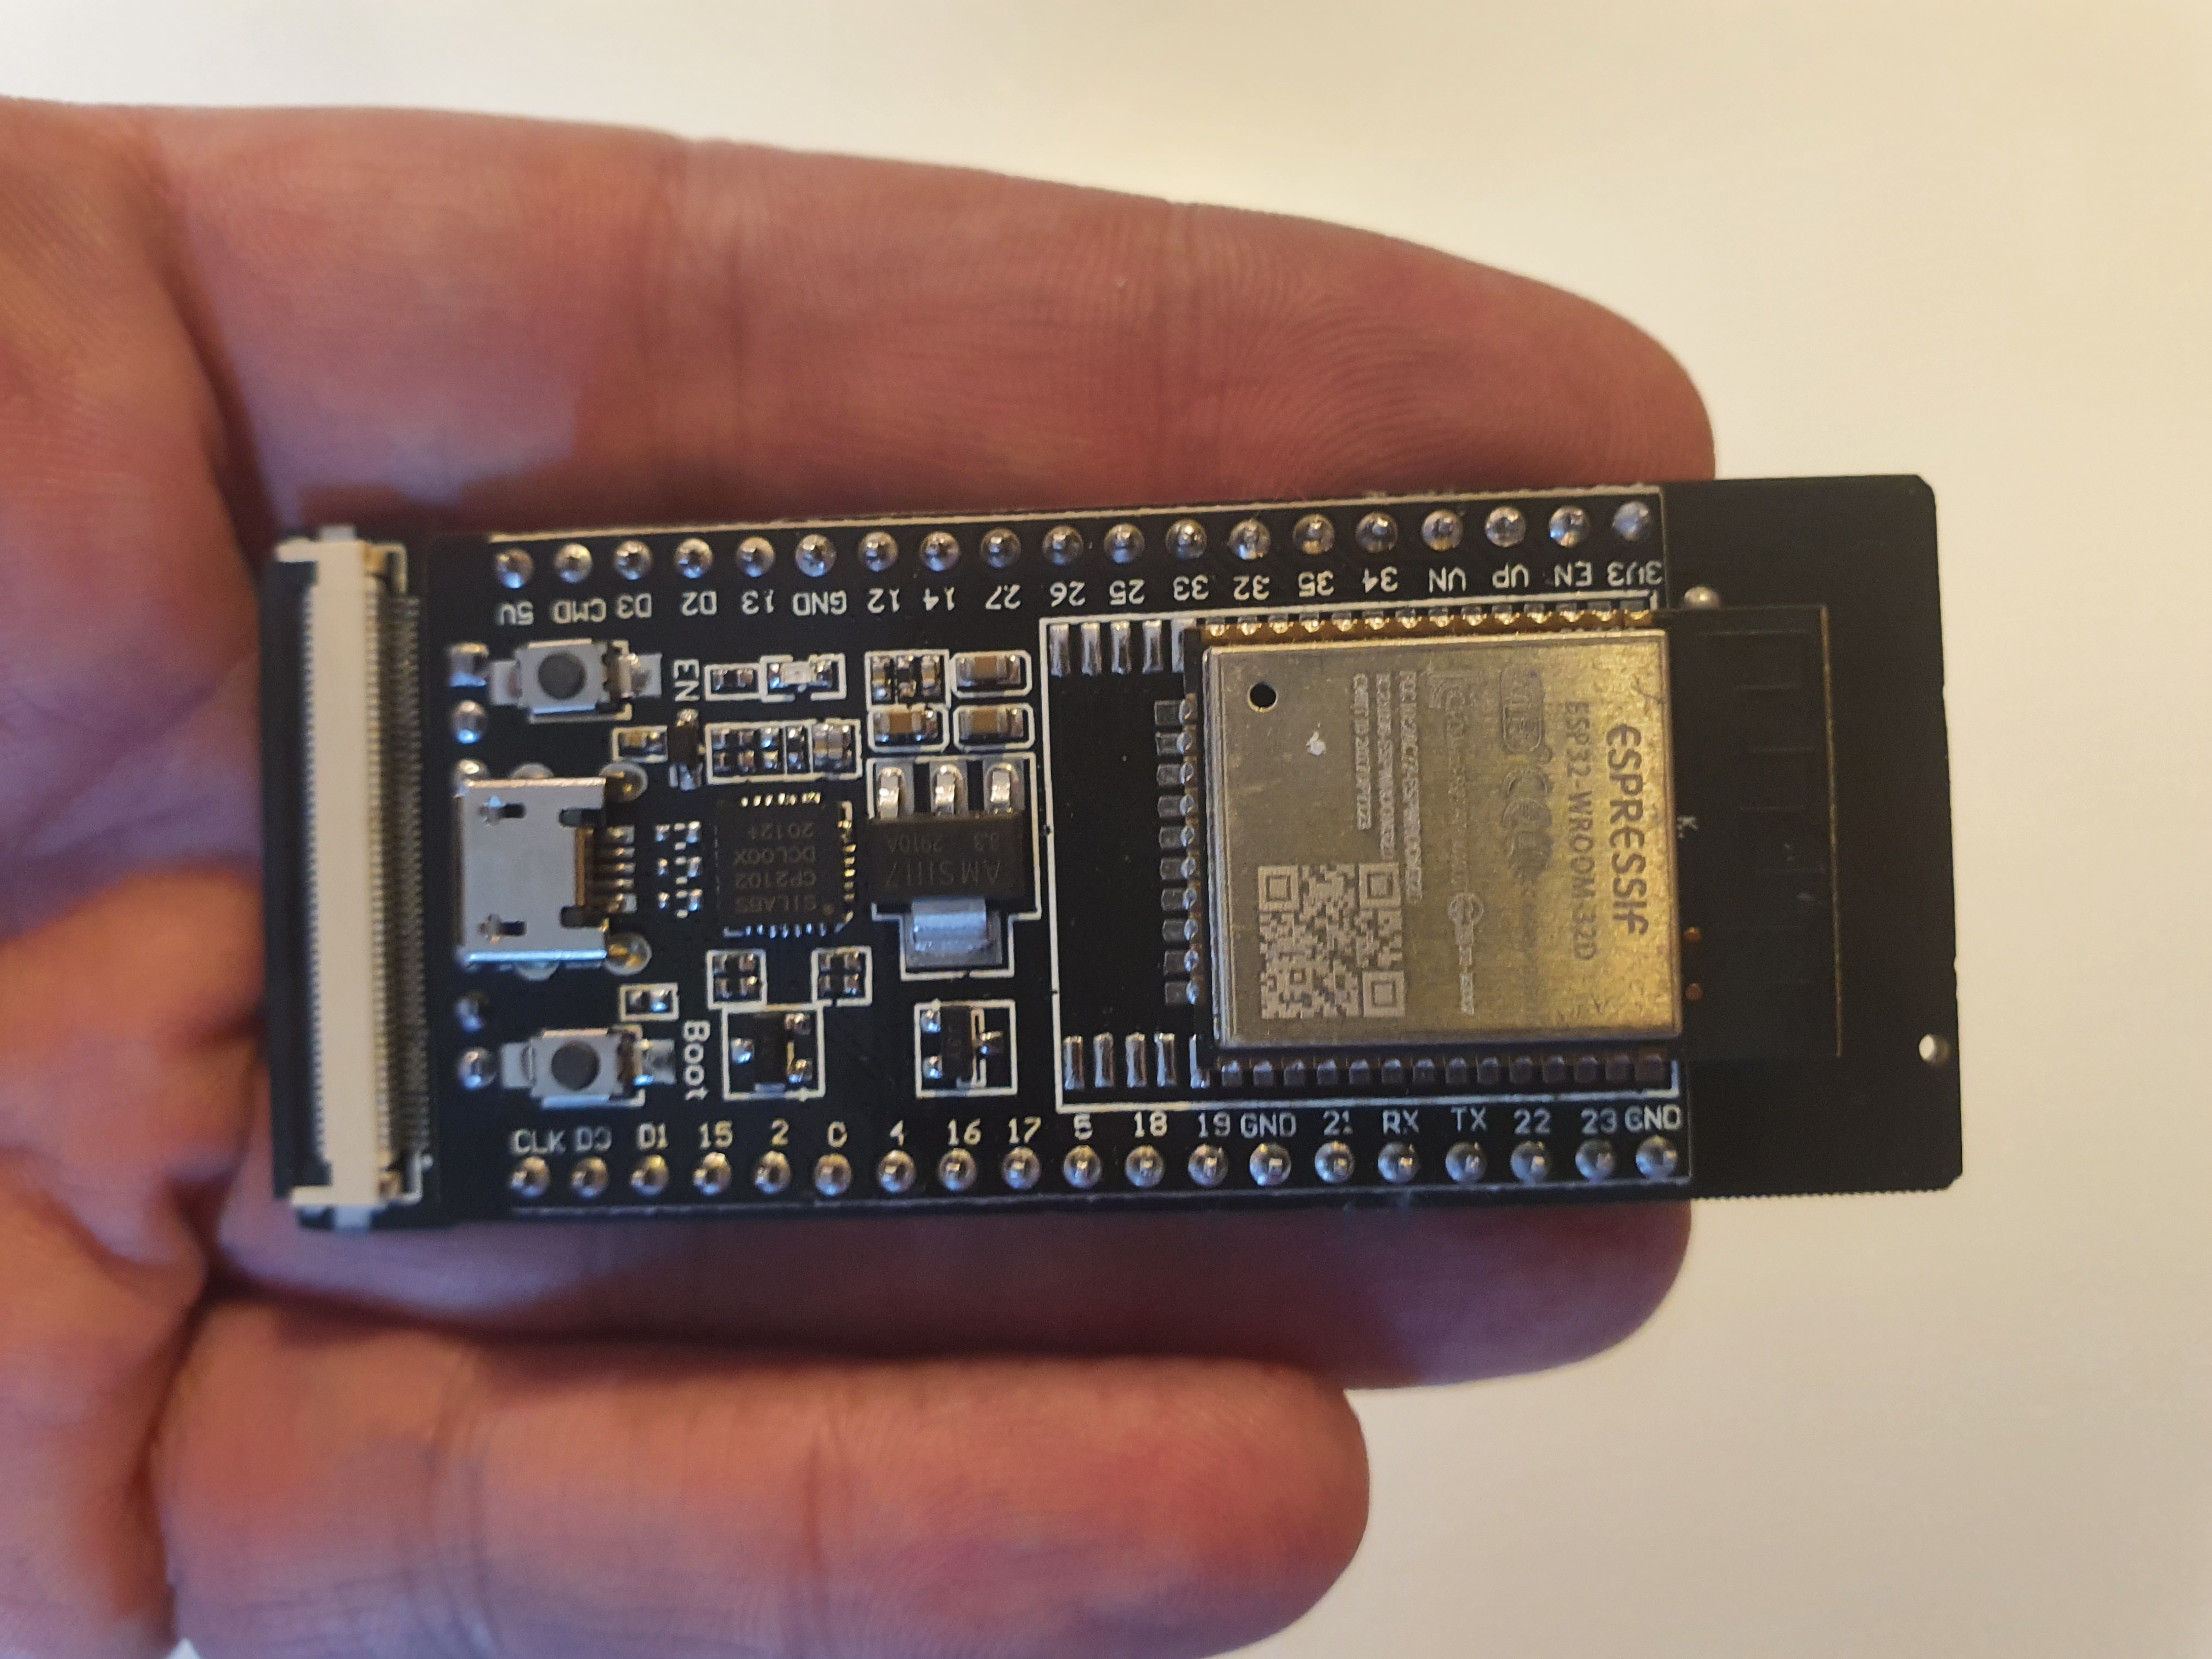 5V CMD D3 D2 13 GND 12 14 27 26 25 33 32 35 34 VN VP EN 3V3
EN
SILABS
CP2102
DCL00X
2012+
AMS1117
3.3 2910A
ESPRESSIF
ESP32-WROOM-32D
Boot
CLK D0 D1 15 2 0 4 16 17 5 18 19 GND 21 RX TX 22 23 GND